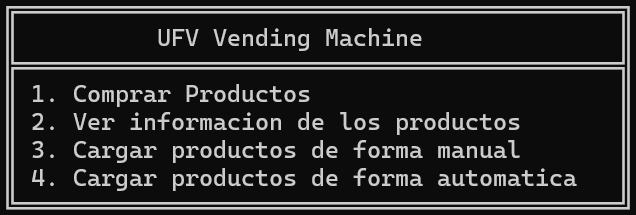 UFV Vending Machine
1. Comprar Productos
2. Ver informacion de los productos
3. Cargar productos de forma manual
4. Cargar productos de forma automatica